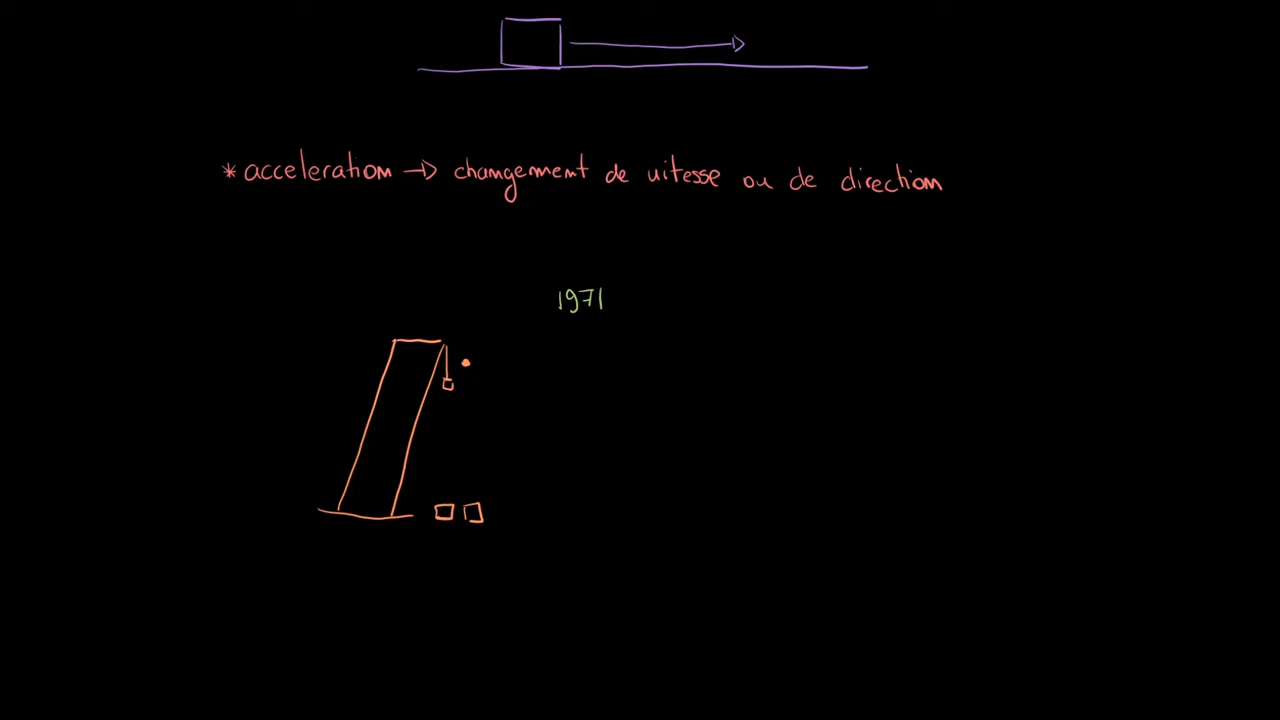 * acceleration → changement de vitesse ou de direction
1971